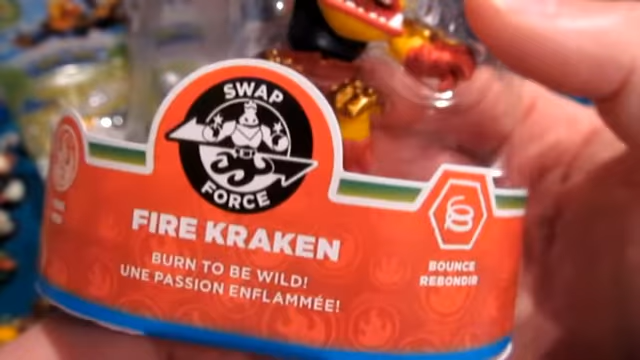 SWAP
FORCE
FIRE KRAKEN
BURN TO BE WILD!
UNE PASSION ENFLAMMÉE!
BOUNCE
REBONDIR